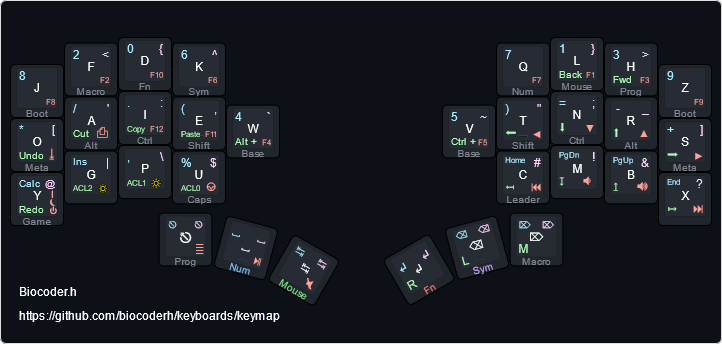 8
J
F8
Boot
2 <
F
F2
Macro
0 {
D
F10
Fn
6 ^
K
F6
Sym
7
Q
F7
Num
1 }
L
Back F1
Mouse
3 >
H
Fwd F3
Prog
9
Z
F9
Boot
*
O
Undo
Meta
/ '
A
Cut
Alt
. :
I
Copy F12
Ctrl
( ,
E
Paste F11
Shift
4 `
W
Alt + F4
Base
5 ~
V
Ctrl + F5
Base
) "
T
Shift
= ;
N
Ctrl
- _
R
Alt
+ ]
S
Meta
Calc @
Y !
Redo
Game
Ins |
G
ACL2
, \
P
ACL1
% $
U
ACL0
Caps
Home #
C
Leader
PgDn !
M
PgUp &
B
End ?
X
Prog
Num
Mouse
R Fn
L Sym
M
Macro
Biocoder.h
https://github.com/biocoderh/keyboards/keymap